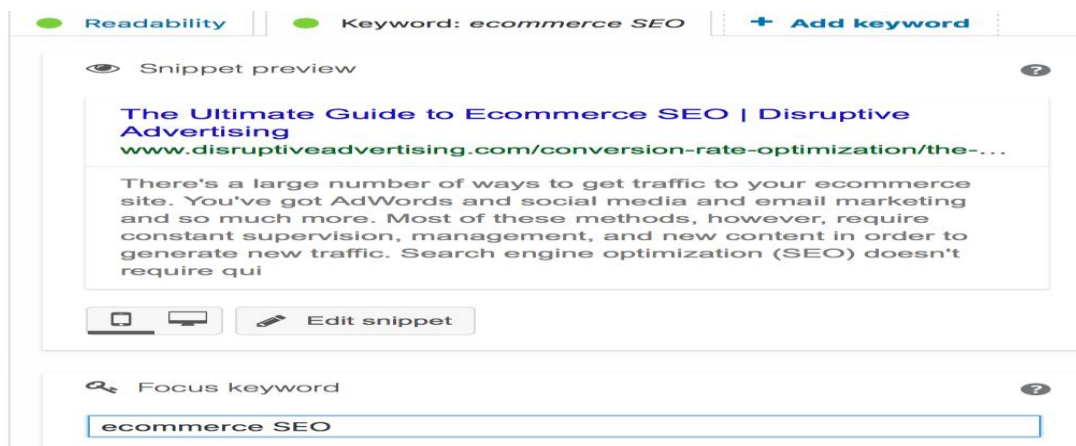 Readability Keyword: ecommerce SEO + Add keyword
Snippet preview ?
The Ultimate Guide to Ecommerce SEO | Disruptive
Advertising
www.disruptiveadvertising.com/conversion-rate-optimization/the-...
There's a large number of ways to get traffic to your ecommerce
site. You've got AdWords and social media and email marketing
and so much more. Most of these methods, however, require
constant supervision, management, and new content in order to
generate new traffic. Search engine optimization (SEO) doesn't
require qui
Edit snippet
Focus keyword ?
ecommerce SEO